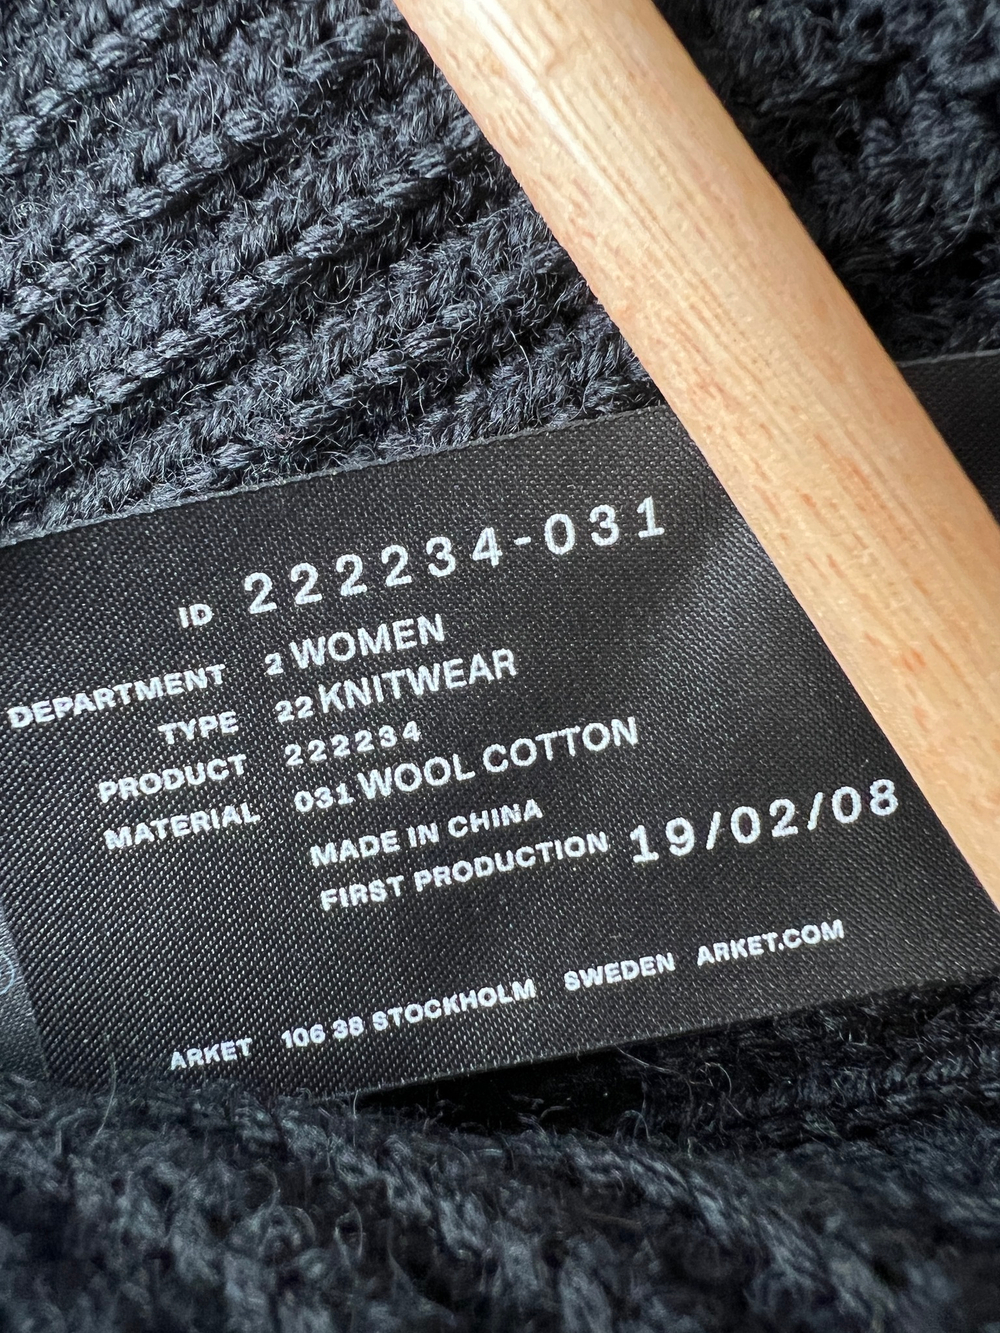 ID 222234-031
DEPARTMENT 2 WOMEN
TYPE 22 KNITWEAR
PRODUCT 222234
MATERIAL 031 WOOL COTTON
MADE IN CHINA
FIRST PRODUCTION 19/02/08
ARKET 106 38 STOCKHOLM SWEDEN ARKET.COM